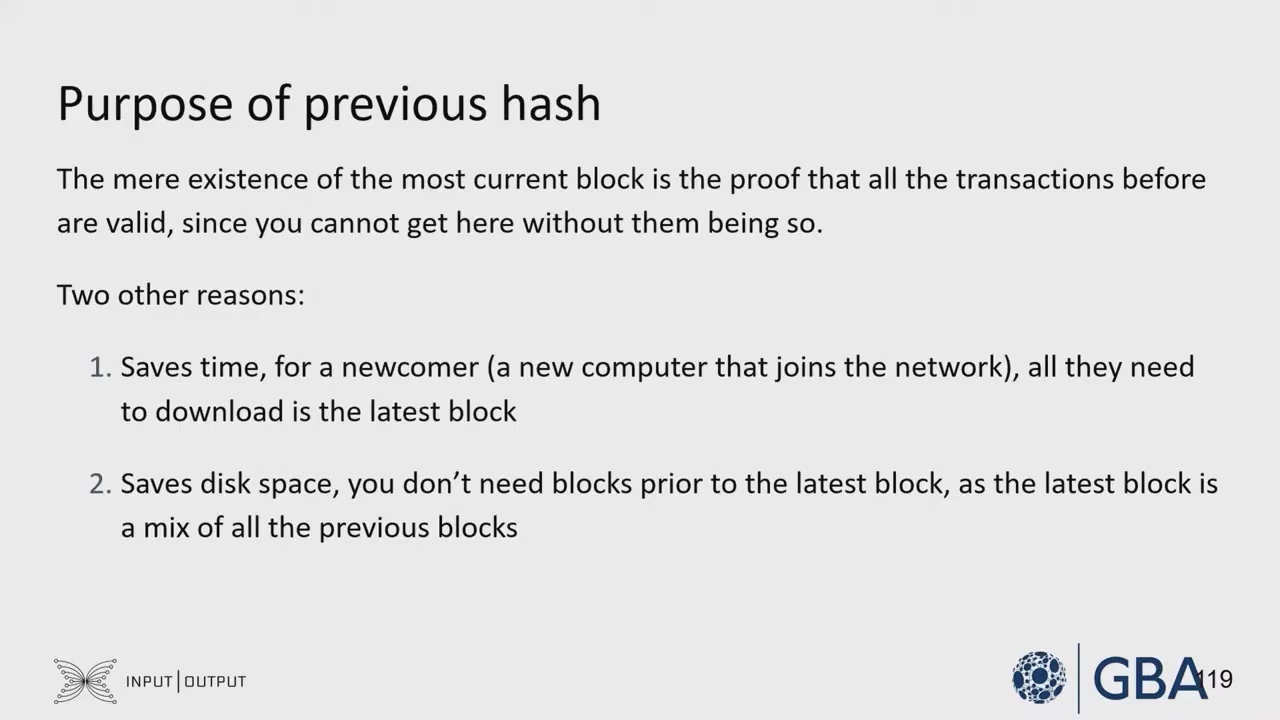 Purpose of previous hash
The mere existence of the most current block is the proof that all the transactions before
are valid, since you cannot get here without them being so.
Two other reasons:
1. Saves time, for a newcomer (a new computer that joins the network), all they need
to download is the latest block
2. Saves disk space, you don’t need blocks prior to the latest block, as the latest block is
a mix of all the previous blocks
INPUT|OUTPUT
GBA
119